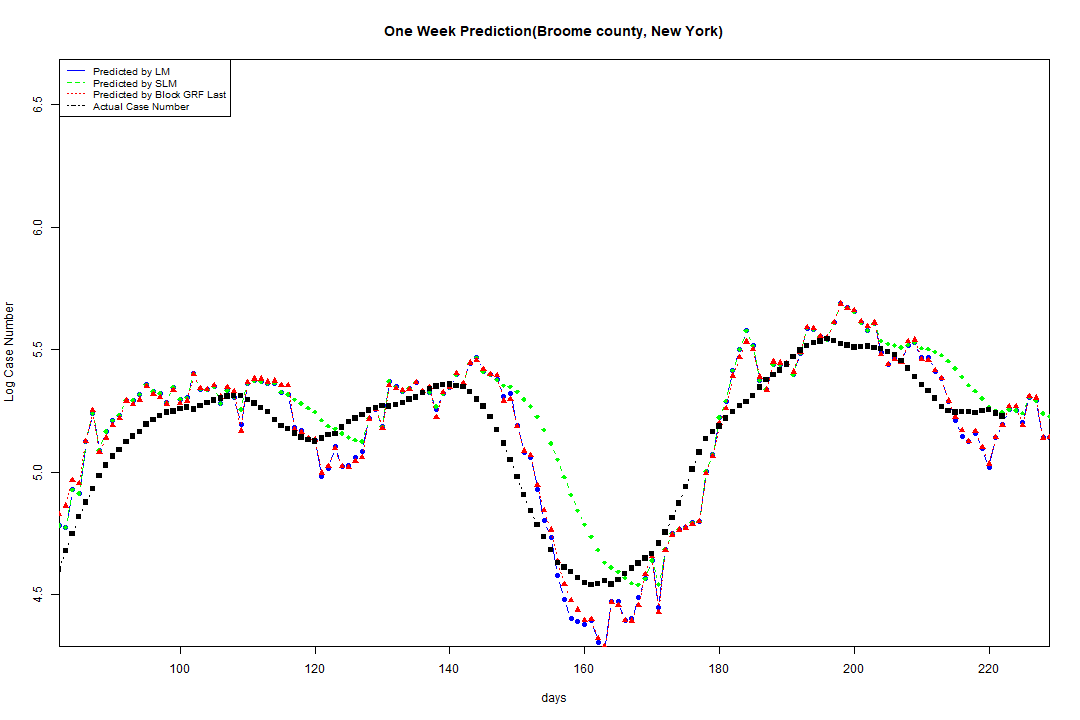 One Week Prediction(Broome county, New York)
Predicted by LM
Predicted by SLM
Predicted by Block GRF Last
Actual Case Number
Log Case Number
6.5
6.0
5.5
5.0
4.5
100 120 140 160 180 200 220
days